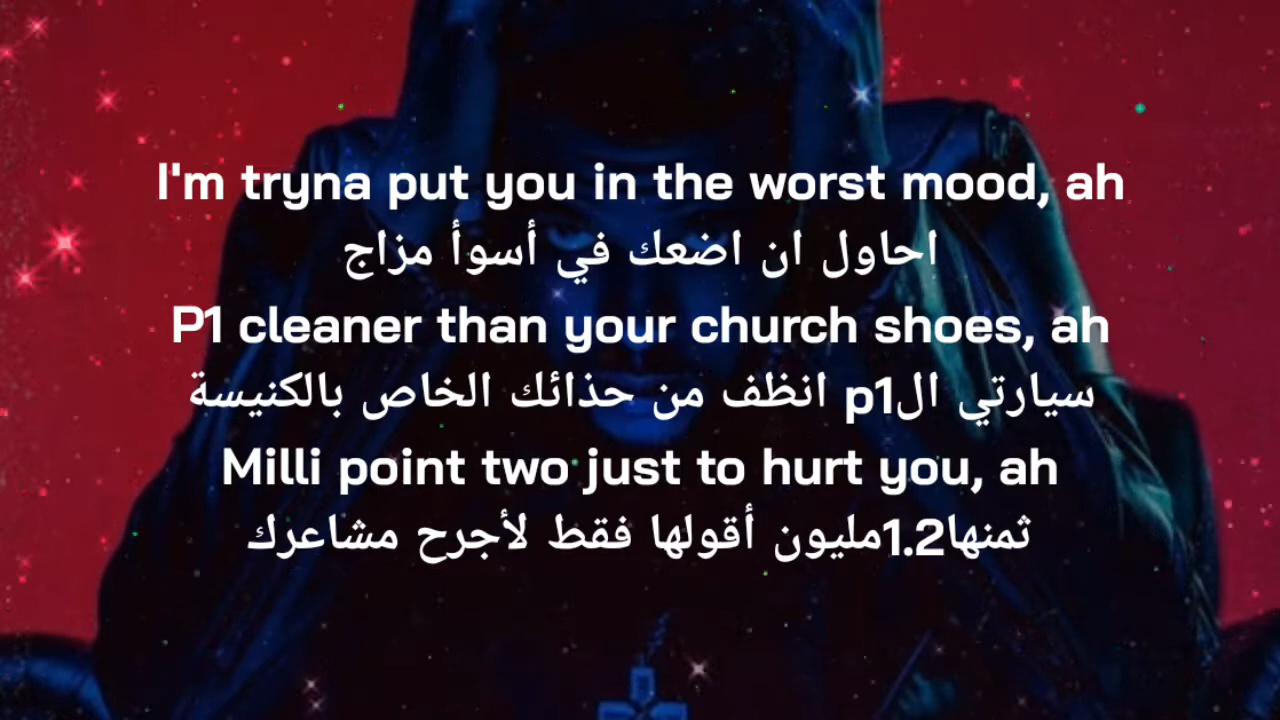 I'm tryna put you in the worst mood, ah
احاول ان اضعك في أسوأ مزاج
P1 cleaner than your church shoes, ah
سيارتي الp1 انظف من حذائك الخاص بالكنيسة
Milli point two just to hurt you, ah
ثمنها1.2مليون أقولها فقط لأجرح مشاعرك